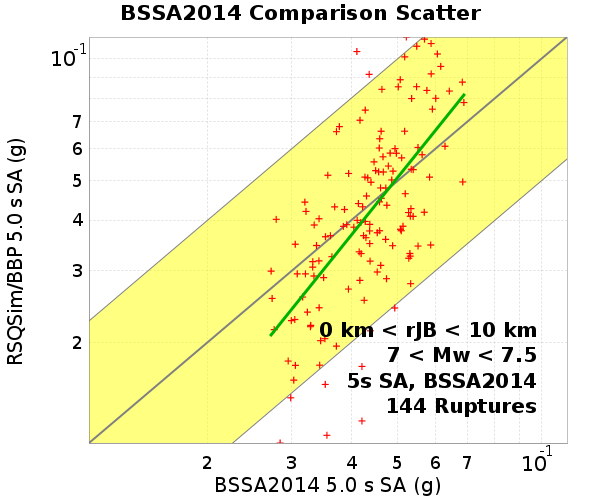 BSSA2014 Comparison Scatter
RSQSim/BBP 5.0 s SA (g)
10-1
7
6
5
4
3
2
0 km < rJB < 10 km
7 < Mw < 7.5
5s SA, BSSA2014
144 Ruptures
2 3 4 5 6 7 10-1
BSSA2014 5.0 s SA (g)